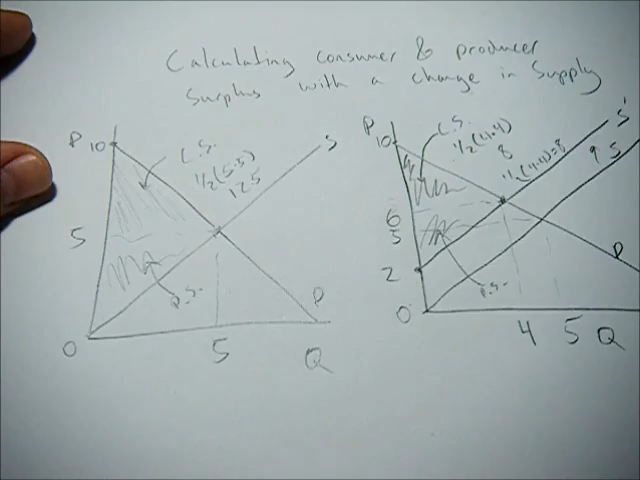 Calculating consumer & producer
surplus with a change in Supply
P 10
C.S.
½(5·5)
12.5
S
5
P.S.
D
0
5
Q
P
10
C.S.
½(4·4)
8
½(4·4)=8
S'
S
6
5
2
P.S.
D
0
4 5 Q